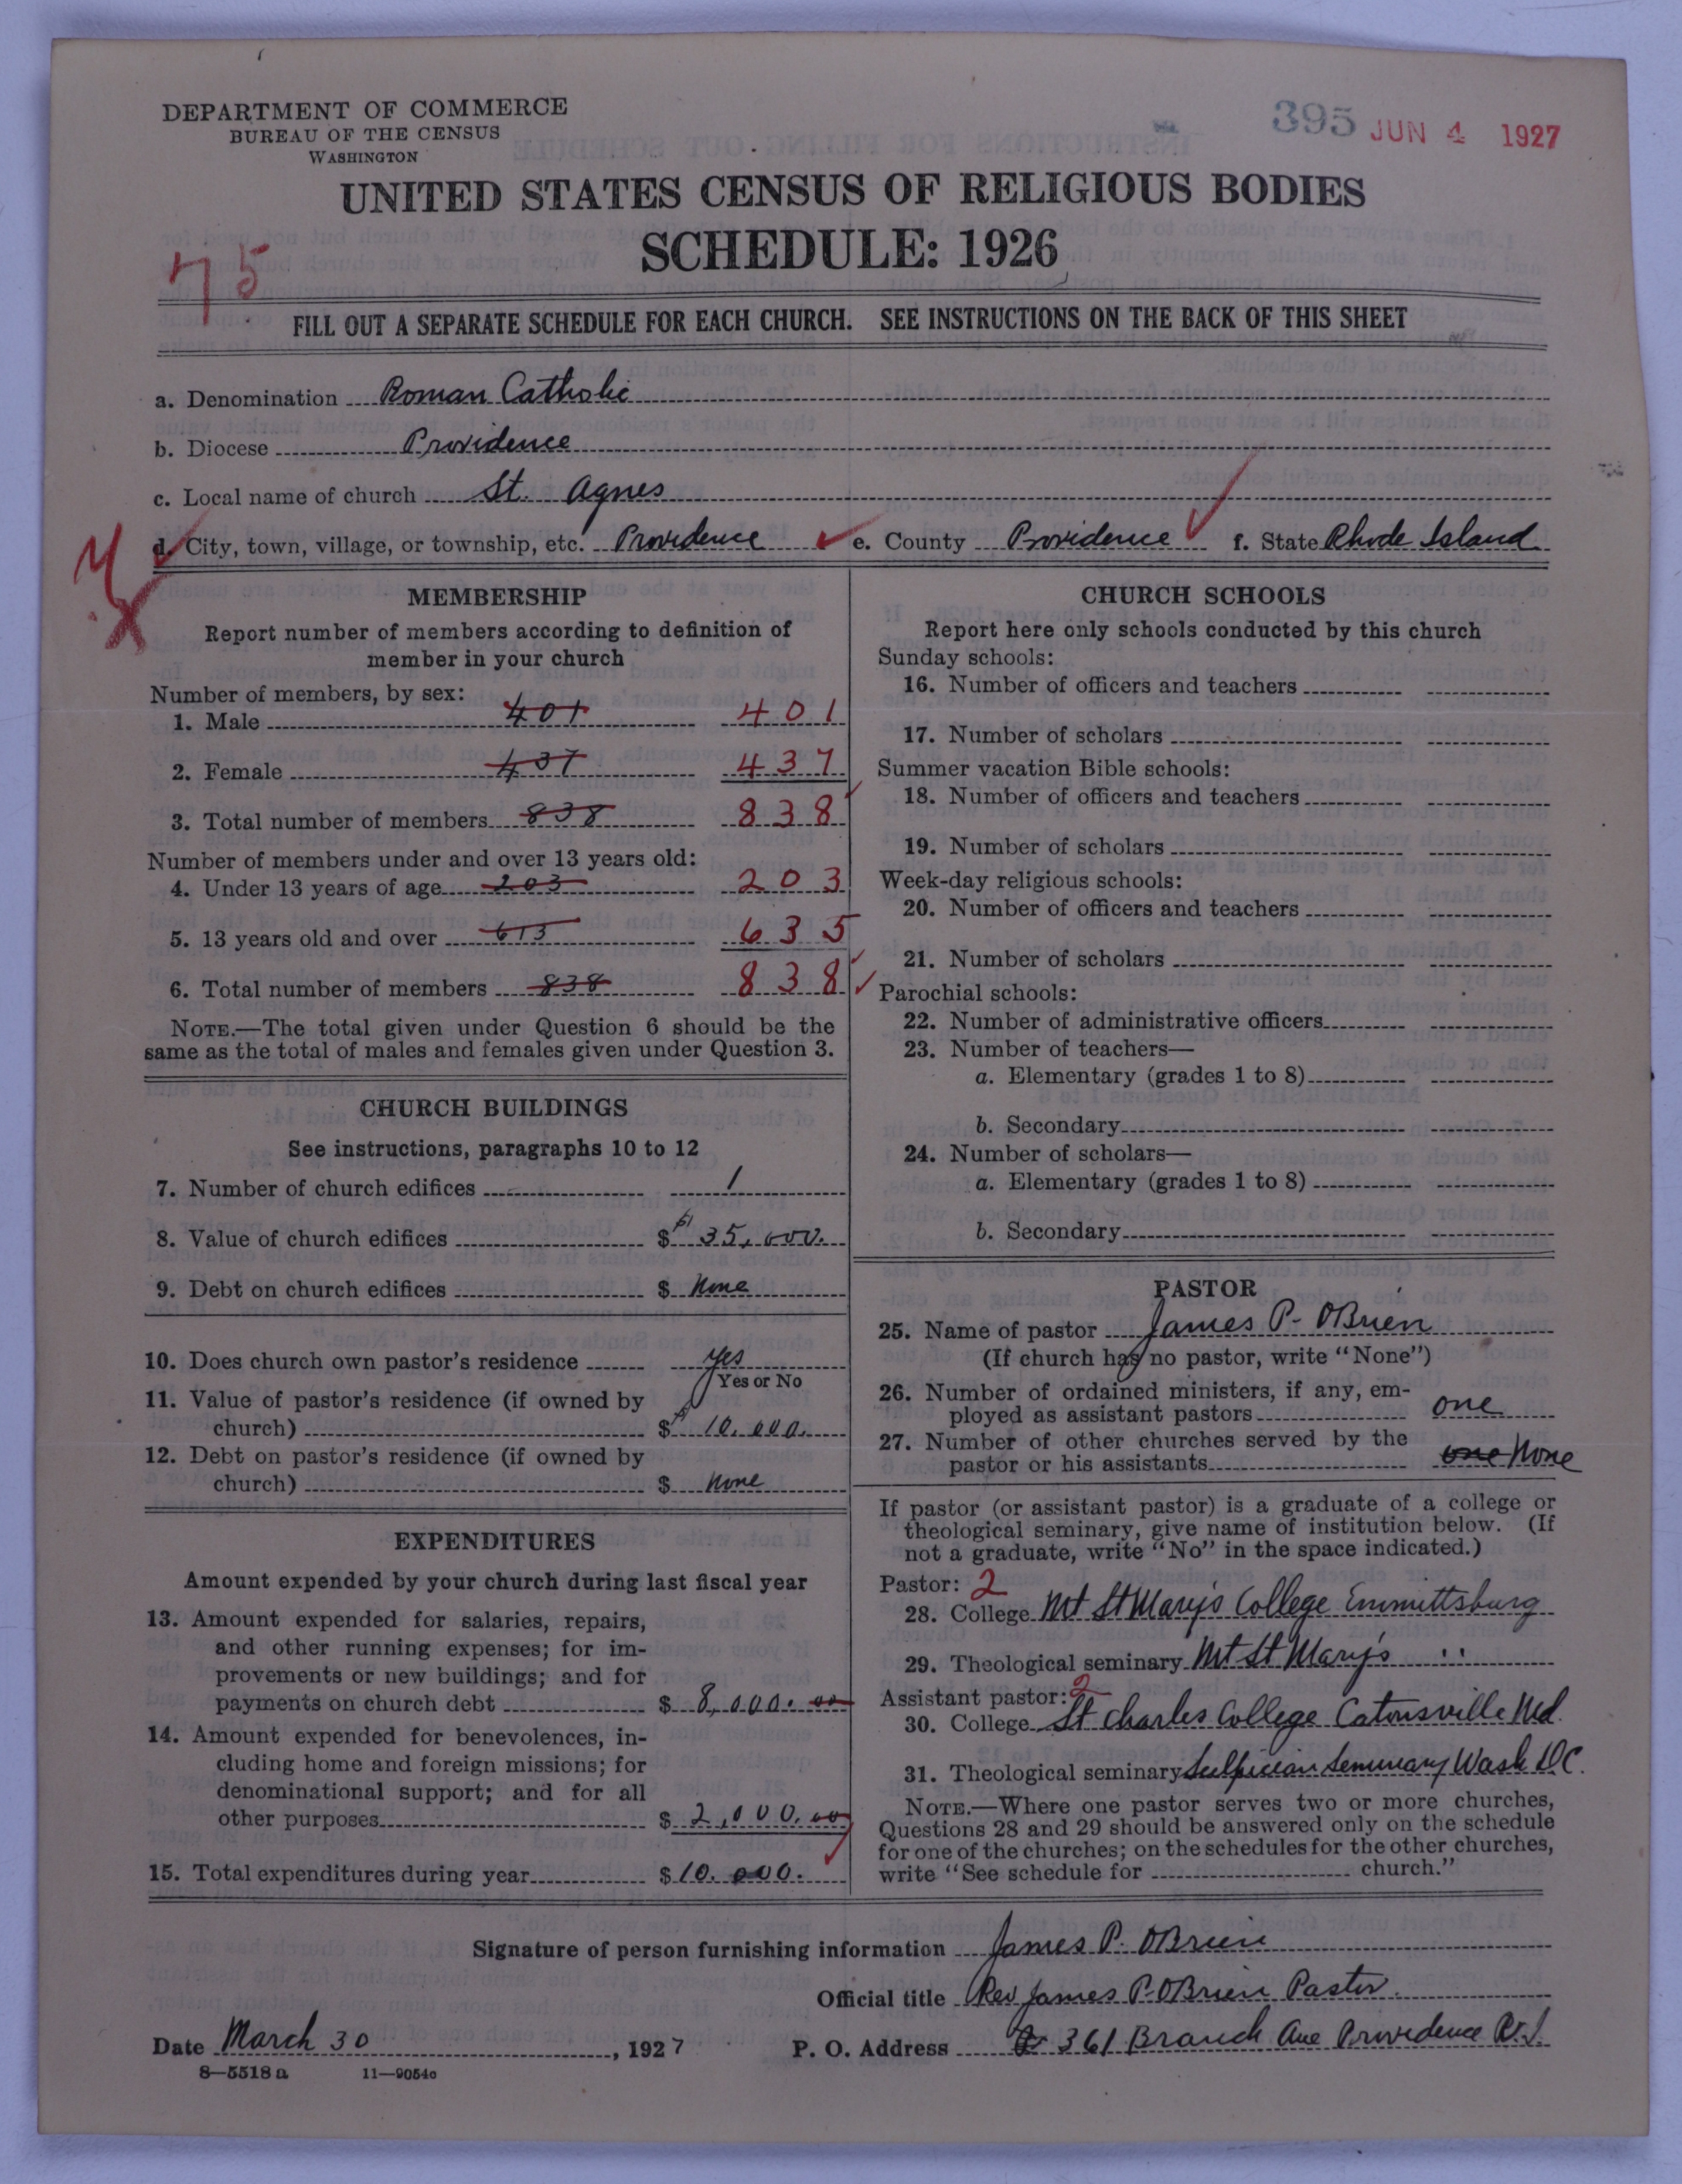 DEPARTMENT OF COMMERCE
BUREAU OF THE CENSUS
WASHINGTON
395 JUN 4 1927
UNITED STATES CENSUS OF RELIGIOUS BODIES
SCHEDULE: 1926
75
FILL OUT A SEPARATE SCHEDULE FOR EACH CHURCH. SEE INSTRUCTIONS ON THE BACK OF THIS SHEET
a. Denomination Roman Catholic
b. Diocese Providence
c. Local name of church St. Agnes
d. City, town, village, or township, etc. Providence e. County Providence f. State Rhode Island
MEMBERSHIP
Report number of members according to definition of
member in your church
Number of members, by sex:
1. Male 401 401
2. Female 437 437
3. Total number of members 838 838
Number of members under and over 13 years old:
4. Under 13 years of age 203 203
5. 13 years old and over 613 635
6. Total number of members 838 838
NOTE.—The total given under Question 6 should be the
same as the total of males and females given under Question 3.
CHURCH BUILDINGS
See instructions, paragraphs 10 to 12
7. Number of church edifices 1
8. Value of church edifices $ 35,000.
9. Debt on church edifices $ None
10. Does church own pastor's residence Yes
Yes or No
11. Value of pastor's residence (if owned by
church) $ 10,000.
12. Debt on pastor's residence (if owned by
church) $ None
EXPENDITURES
Amount expended by your church during last fiscal year
13. Amount expended for salaries, repairs,
and other running expenses; for im-
provements or new buildings; and for
payments on church debt $ 8,000.00
14. Amount expended for benevolences, in-
cluding home and foreign missions; for
denominational support; and for all
other purposes $ 2,000.00
15. Total expenditures during year $ 10.000.
CHURCH SCHOOLS
Report here only schools conducted by this church
Sunday schools:
16. Number of officers and teachers
17. Number of scholars
Summer vacation Bible schools:
18. Number of officers and teachers
19. Number of scholars
Week-day religious schools:
20. Number of officers and teachers
21. Number of scholars
Parochial schools:
22. Number of administrative officers
23. Number of teachers—
a. Elementary (grades 1 to 8)
b. Secondary
24. Number of scholars—
a. Elementary (grades 1 to 8)
b. Secondary
PASTOR
25. Name of pastor James P. OBrien
(If church has no pastor, write "None")
26. Number of ordained ministers, if any, em-
ployed as assistant pastors one
27. Number of other churches served by the
pastor or his assistants one None
If pastor (or assistant pastor) is a graduate of a college or
theological seminary, give name of institution below. (If
not a graduate, write "No" in the space indicated.)
Pastor: 2
28. College Mt St Mary's College Emmittsburg
29. Theological seminary Mt St Mary's " 
Assistant pastor: 2
30. College St Charles College Catonsville Md.
31. Theological seminary Sulpician Seminary Wash D.C.
NOTE.—Where one pastor serves two or more churches,
Questions 28 and 29 should be answered only on the schedule
for one of the churches; on the schedules for the other churches,
write "See schedule for church."
Signature of person furnishing information James P. OBrien
Official title Rev James P. OBrien Pastor.
Date March 30, 1927 P. O. Address 361 Branch Ave Providence R.I.
8—5518 a 11—9054c